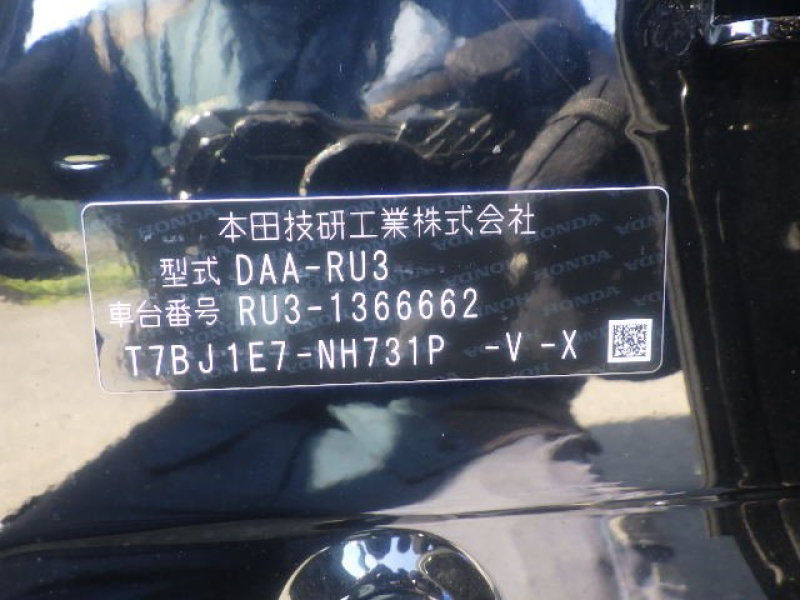 本田技研工業株式会社
型式 DAA-RU3
車台番号 RU3-1366662
T7BJ1E7-NH731P -V -X